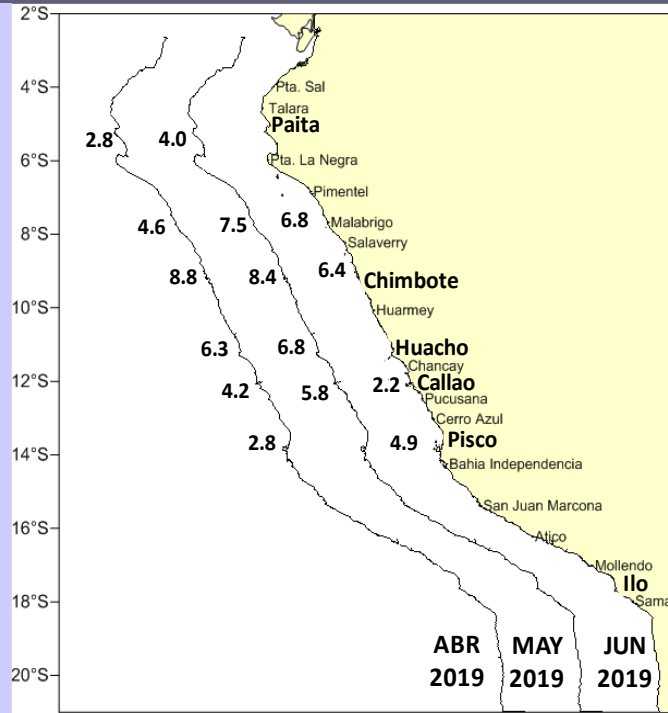 2°S
4°S
Pta. Sal
Talara
Paita
2.8 4.0
6°S
Pta. La Negra
Pimentel
4.6 7.5 6.8
Malabrigo
8°S
Salaverry
8.8 8.4 6.4
Chimbote
10°S
Huarmey
6.3 6.8
Huacho
Chancay
12°S
4.2 5.8 2.2
Callao
Pucusana
Cerro Azul
2.8 4.9
Pisco
14°S
Bahia Independencia
San Juan Marcona
16°S
Atico
Mollendo
Ilo
18°S
Sama
ABR MAY JUN
2019 2019 2019
20°S